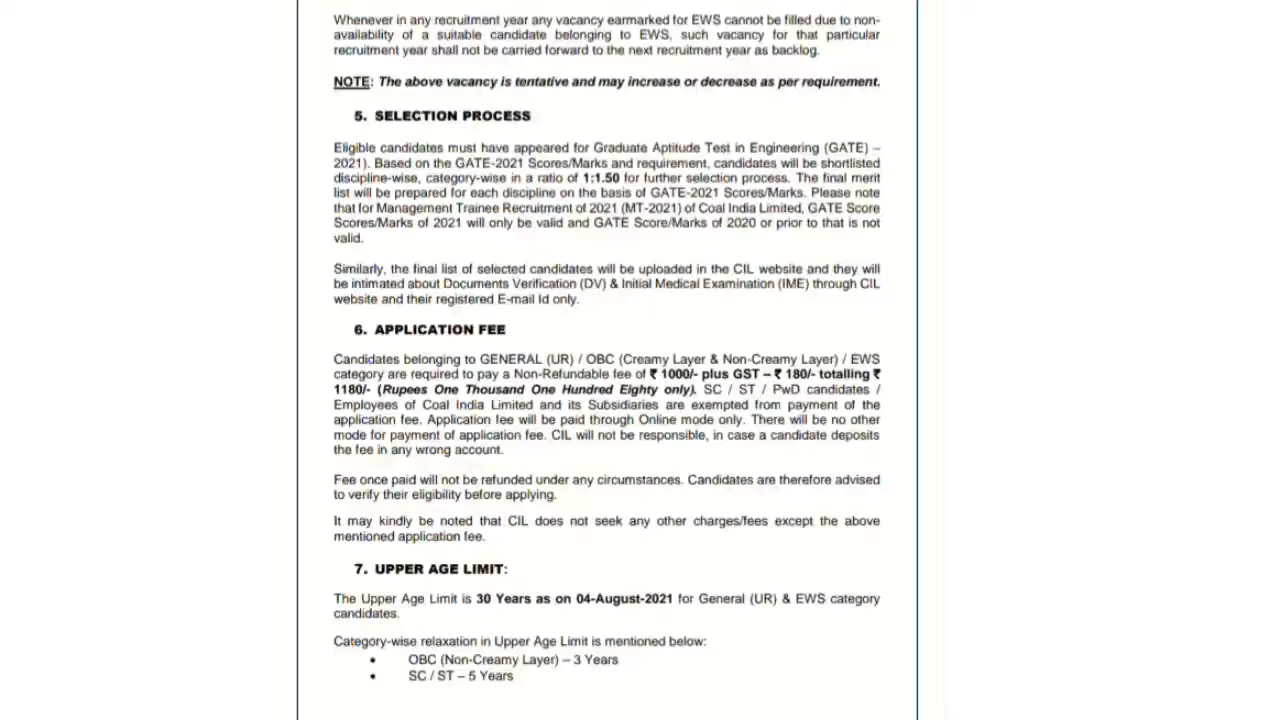 Whenever in any recruitment year any vacancy earmarked for EWS cannot be filled due to non-
availability of a suitable candidate belonging to EWS, such vacancy for that particular
recruitment year shall not be carried forward to the next recruitment year as backlog.
NOTE: The above vacancy is tentative and may increase or decrease as per requirement.
5. SELECTION PROCESS
Eligible candidates must have appeared for Graduate Aptitude Test in Engineering (GATE) –
2021). Based on the GATE-2021 Scores/Marks and requirement, candidates will be shortlisted
discipline-wise, category-wise in a ratio of 1:1.50 for further selection process. The final merit
list will be prepared for each discipline on the basis of GATE-2021 Scores/Marks. Please note
that for Management Trainee Recruitment of 2021 (MT-2021) of Coal India Limited, GATE Score
Scores/Marks of 2021 will only be valid and GATE Score/Marks of 2020 or prior to that is not
valid.
Similarly, the final list of selected candidates will be uploaded in the CIL website and they will
be intimated about Documents Verification (DV) & Initial Medical Examination (IME) through CIL
website and their registered E-mail Id only.
6. APPLICATION FEE
Candidates belonging to GENERAL (UR) / OBC (Creamy Layer & Non-Creamy Layer) / EWS
category are required to pay a Non-Refundable fee of ₹ 1000/- plus GST – ₹ 180/- totalling ₹
1180/- (Rupees One Thousand One Hundred Eighty only). SC / ST / PwD candidates /
Employees of Coal India Limited and its Subsidiaries are exempted from payment of the
application fee. Application fee will be paid through Online mode only. There will be no other
mode for payment of application fee. CIL will not be responsible, in case a candidate deposits
the fee in any wrong account.
Fee once paid will not be refunded under any circumstances. Candidates are therefore advised
to verify their eligibility before applying.
It may kindly be noted that CIL does not seek any other charges/fees except the above
mentioned application fee.
7. UPPER AGE LIMIT:
The Upper Age Limit is 30 Years as on 04-August-2021 for General (UR) & EWS category
candidates.
Category-wise relaxation in Upper Age Limit is mentioned below:
• OBC (Non-Creamy Layer) – 3 Years
• SC / ST – 5 Years